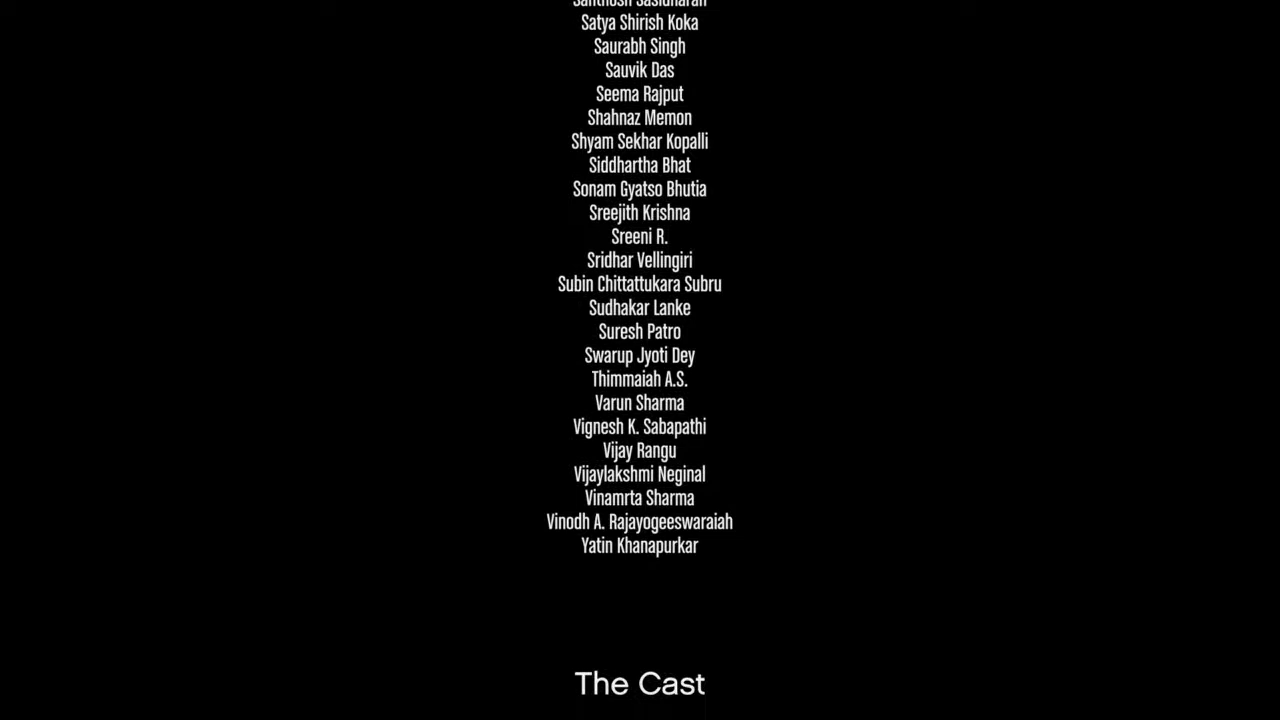 Santhosh Sasidharan
Satya Shirish Koka
Saurabh Singh
Sauvik Das
Seema Rajput
Shahnaz Memon
Shyam Sekhar Kopalli
Siddhartha Bhat
Sonam Gyatso Bhutia
Sreejith Krishna
Sreeni R.
Sridhar Vellingiri
Subin Chittattukara Subru
Sudhakar Lanke
Suresh Patro
Swarup Jyoti Dey
Thimmaiah A.S.
Varun Sharma
Vignesh K. Sabapathi
Vijay Rangu
Vijaylakshmi Neginal
Vinamrta Sharma
Vinodh A. Rajayogeeswaraiah
Yatin Khanapurkar
The Cast